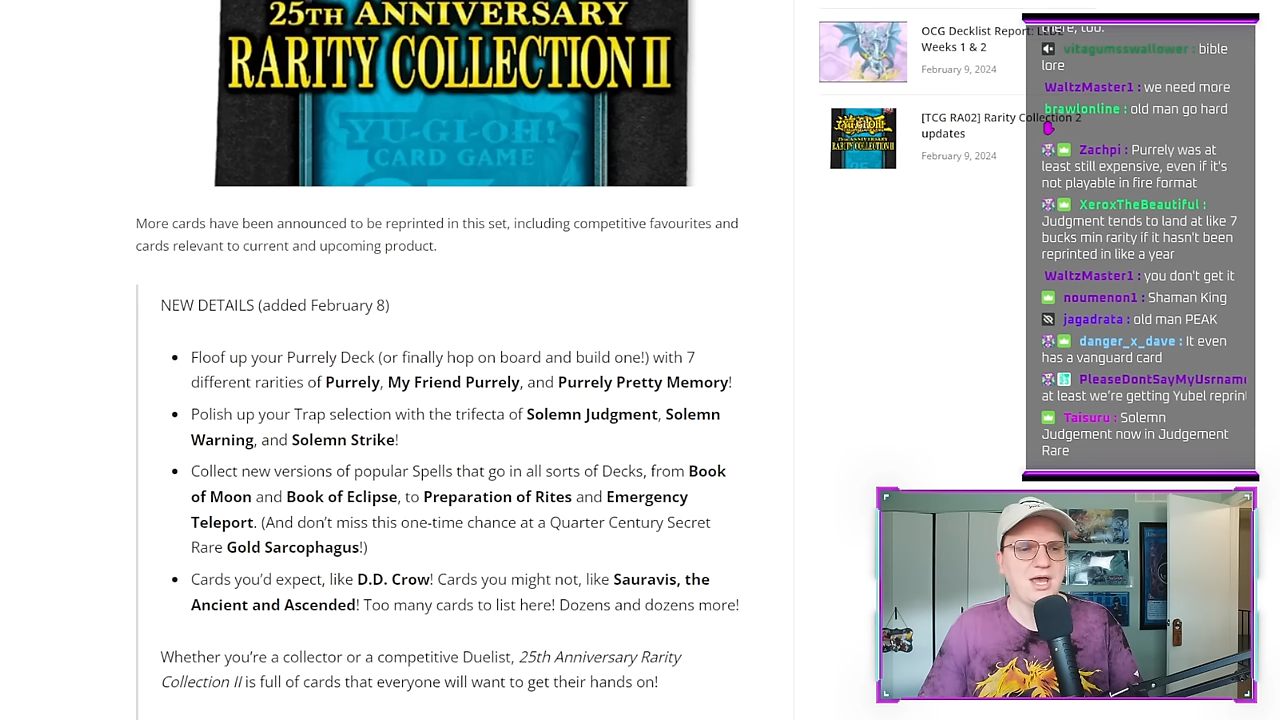 25TH ANNIVERSARY
RARITY COLLECTION II
YU-GI-OH!
CARD GAME
More cards have been announced to be reprinted in this set, including competitive favourites and
cards relevant to current and upcoming product.
NEW DETAILS (added February 8)
• Floof up your Purrely Deck (or finally hop on board and build one!) with 7
different rarities of Purrely, My Friend Purrely, and Purrely Pretty Memory!
• Polish up your Trap selection with the trifecta of Solemn Judgment, Solemn
Warning, and Solemn Strike!
• Collect new versions of popular Spells that go in all sorts of Decks, from Book
of Moon and Book of Eclipse, to Preparation of Rites and Emergency
Teleport. (And don't miss this one-time chance at a Quarter Century Secret
Rare Gold Sarcophagus!)
• Cards you'd expect, like D.D. Crow! Cards you might not, like Sauravis, the
Ancient and Ascended! Too many cards to list here! Dozens and dozens more!
Whether you're a collector or a competitive Duelist, 25th Anniversary Rarity
Collection II is full of cards that everyone will want to get their hands on!
OCG Decklist Report:
Weeks 1 & 2
February 9, 2024
[TCG RA02] Rarity Collection 2
updates
February 9, 2024
there, too.
vitagumsswallower : bible
lore
WaltzMaster1 : we need more
brawlonline : old man go hard
Zachpi : Purrely was at
least still expensive, even if it's
not playable in fire format
XeroxTheBeautiful :
Judgment tends to land at like 7
bucks min rarity if it hasn't been
reprinted in like a year
WaltzMaster1 : you don't get it
noumenon1 : Shaman King
jagadrata : old man PEAK
danger_x_dave : It even
has a vanguard card
PleaseDontSayMyUsrnam
at least we're getting Yubel reprin
Taisuru : Solemn
Judgement now in Judgement
Rare